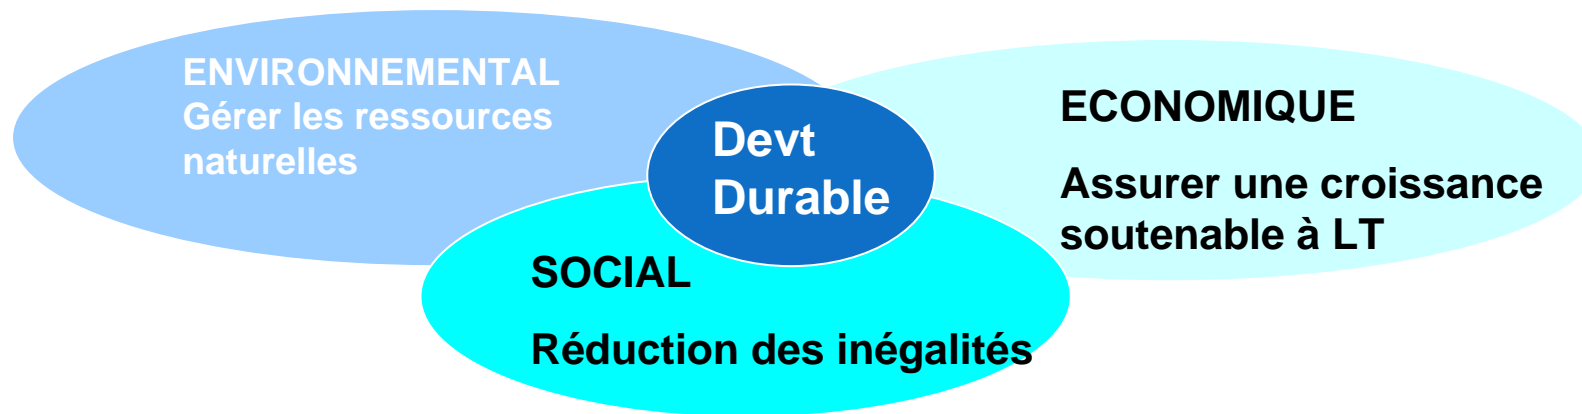 ENVIRONNEMENTAL
Gérer les ressources
naturelles
Devt
Durable
ECONOMIQUE
Assurer une croissance
soutenable à LT
SOCIAL
Réduction des inégalités